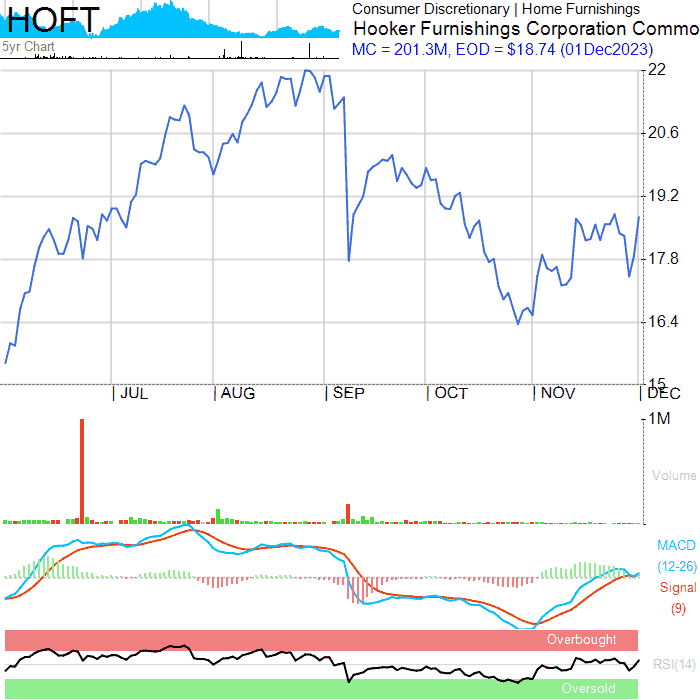 HOFT
5yr Chart
Consumer Discretionary | Home Furnishings
Hooker Furnishings Corporation Commo
MC = 201.3M, EOD = $18.74 (01Dec2023)
22
20.6
19.2
17.8
16.4
15
| JUL | AUG | SEP | OCT | NOV | DEC
1M
Volume
MACD
(12-26)
Signal
(9)
Overbought
RSI(14)
Oversold